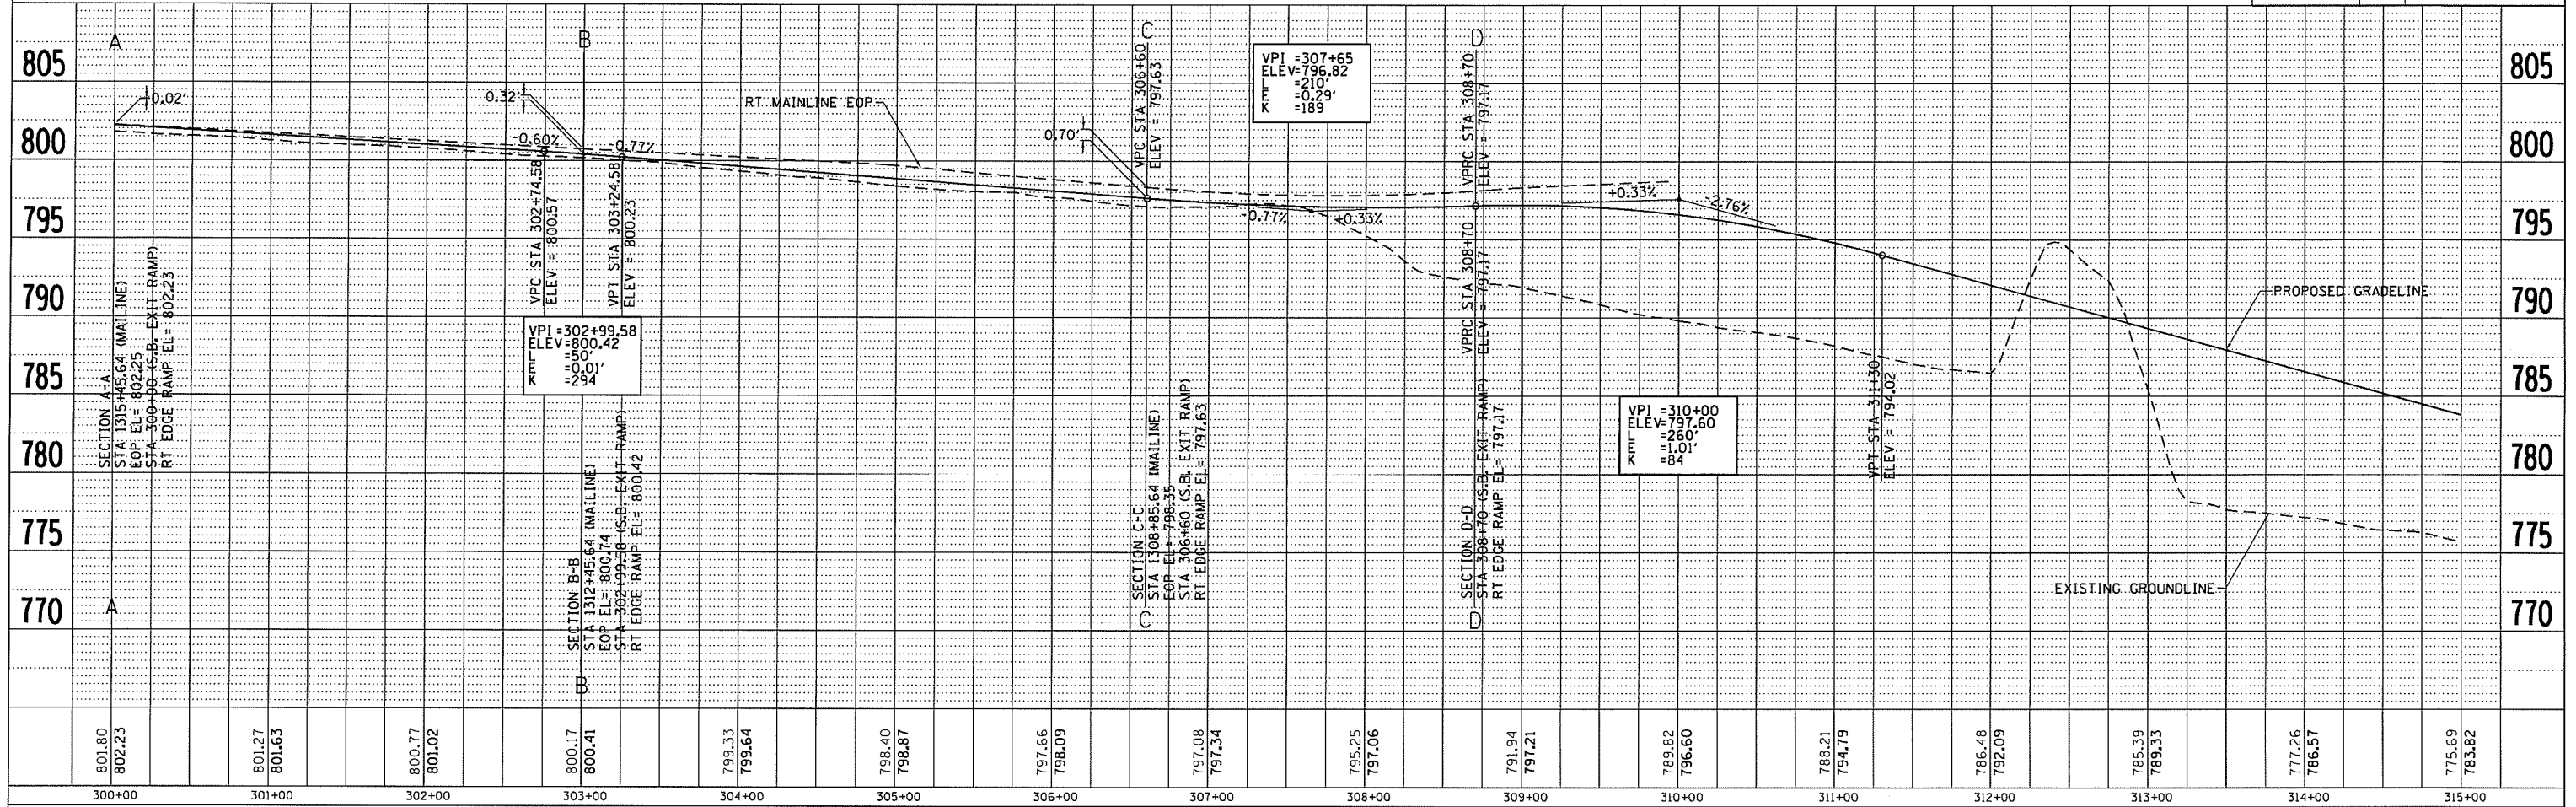 A
B
C
D
805
800
795
790
785
780
775
770
805
800
795
790
785
780
775
770
0.02'
0.32'
-0.60%
-0.77%
RT MAINLINE EOP
0.70'
VPC STA 306+60
ELEV = 797.63
VPI =307+65
ELEV=796.82
L =210'
E =0.29'
K =189
VPRC STA 308+70
ELEV = 797.17
-0.77%
+0.33%
+0.33%
-2.76%
VPC STA 302+74.58
ELEV = 800.57
VPT STA 303+24.58
ELEV = 800.23
VPI =302+99.58
ELEV=800.42
L =50'
E =0.01'
K =294
VPRC STA 308+70
ELEV = 797.17
PROPOSED GRADELINE
VPI =310+00
ELEV=797.60
L =260'
E =1.01'
K =84
VPT STA 311+30
ELEV = 794.02
EXISTING GROUNDLINE
SECTION A-A
STA 1315+45.64 (MAILINE)
EOP EL= 802.25
STA 300+00 (S.B. EXIT RAMP)
RT EDGE RAMP EL= 802.23
SECTION B-B
STA 1312+45.64 (MAILINE)
EOP EL= 800.74
STA 302+99.58 (S.B. EXIT RAMP)
RT EDGE RAMP EL= 800.42
SECTION C-C
STA 1308+85.64 (MAILINE)
EOP EL= 798.35
STA 306+60 (S.B. EXIT RAMP)
RT EDGE RAMP EL= 797.63
SECTION D-D
STA 308+70 (S.B. EXIT RAMP)
RT EDGE RAMP EL= 797.17
A
B
C
D
801.80
802.23
801.27
801.63
800.77
801.02
800.17
800.41
799.33
799.64
798.40
798.87
797.66
798.09
797.08
797.34
795.25
797.06
791.94
797.21
789.82
796.60
788.21
794.79
786.48
792.09
785.39
789.33
777.26
786.57
775.69
783.82
300+00
301+00
302+00
303+00
304+00
305+00
306+00
307+00
308+00
309+00
310+00
311+00
312+00
313+00
314+00
315+00